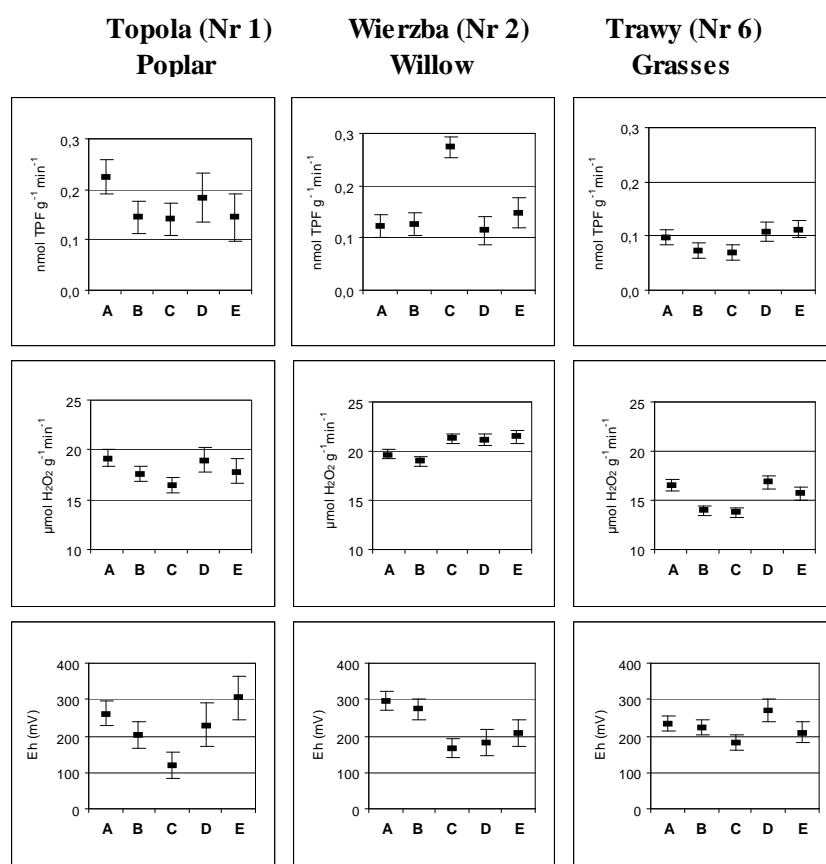 Topola (Nr 1) Wierzba (Nr 2) Trawy (Nr 6)
Poplar Willow Grasses
nmol TPF g⁻¹ min⁻¹
0,3
0,2
0,1
0,0
A B C D E
nmol TPF g⁻¹ min⁻¹
0,3
0,2
0,1
0,0
A B C D E
nmol TPF g⁻¹ min⁻¹
0,3
0,2
0,1
0,0
A B C D E
µmol H₂O₂ g⁻¹ min⁻¹
25
20
15
10
A B C D E
µmol H₂O₂ g⁻¹ min⁻¹
25
20
15
10
A B C D E
µmol H₂O₂ g⁻¹ min⁻¹
25
20
15
10
A B C D E
Eh (mV)
400
300
200
100
0
A B C D E
Eh (mV)
400
300
200
100
0
A B C D E
Eh (mV)
400
300
200
100
0
A B C D E